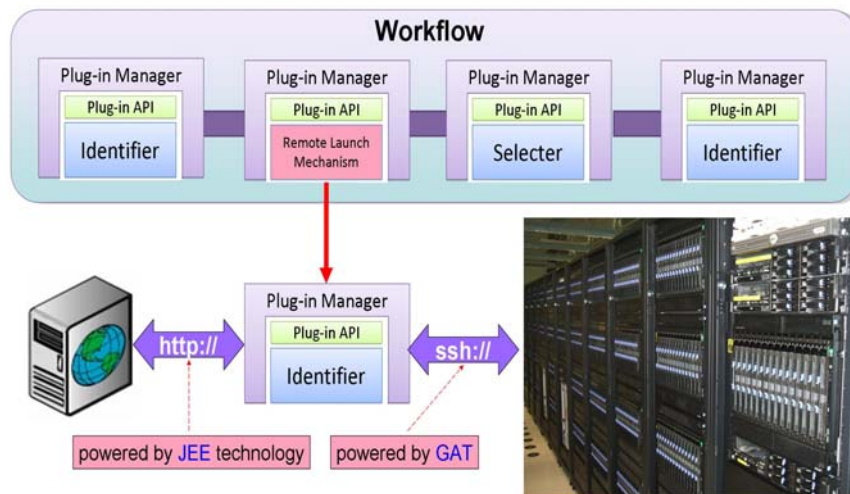 Workflow
Plug-in Manager
Plug-in API
Identifier
Plug-in Manager
Plug-in API
Remote Launch
Mechanism
Plug-in Manager
Plug-in API
Selecter
Plug-in Manager
Plug-in API
Identifier
Plug-in Manager
Plug-in API
Identifier
http://
ssh://
powered by JEE technology
powered by GAT